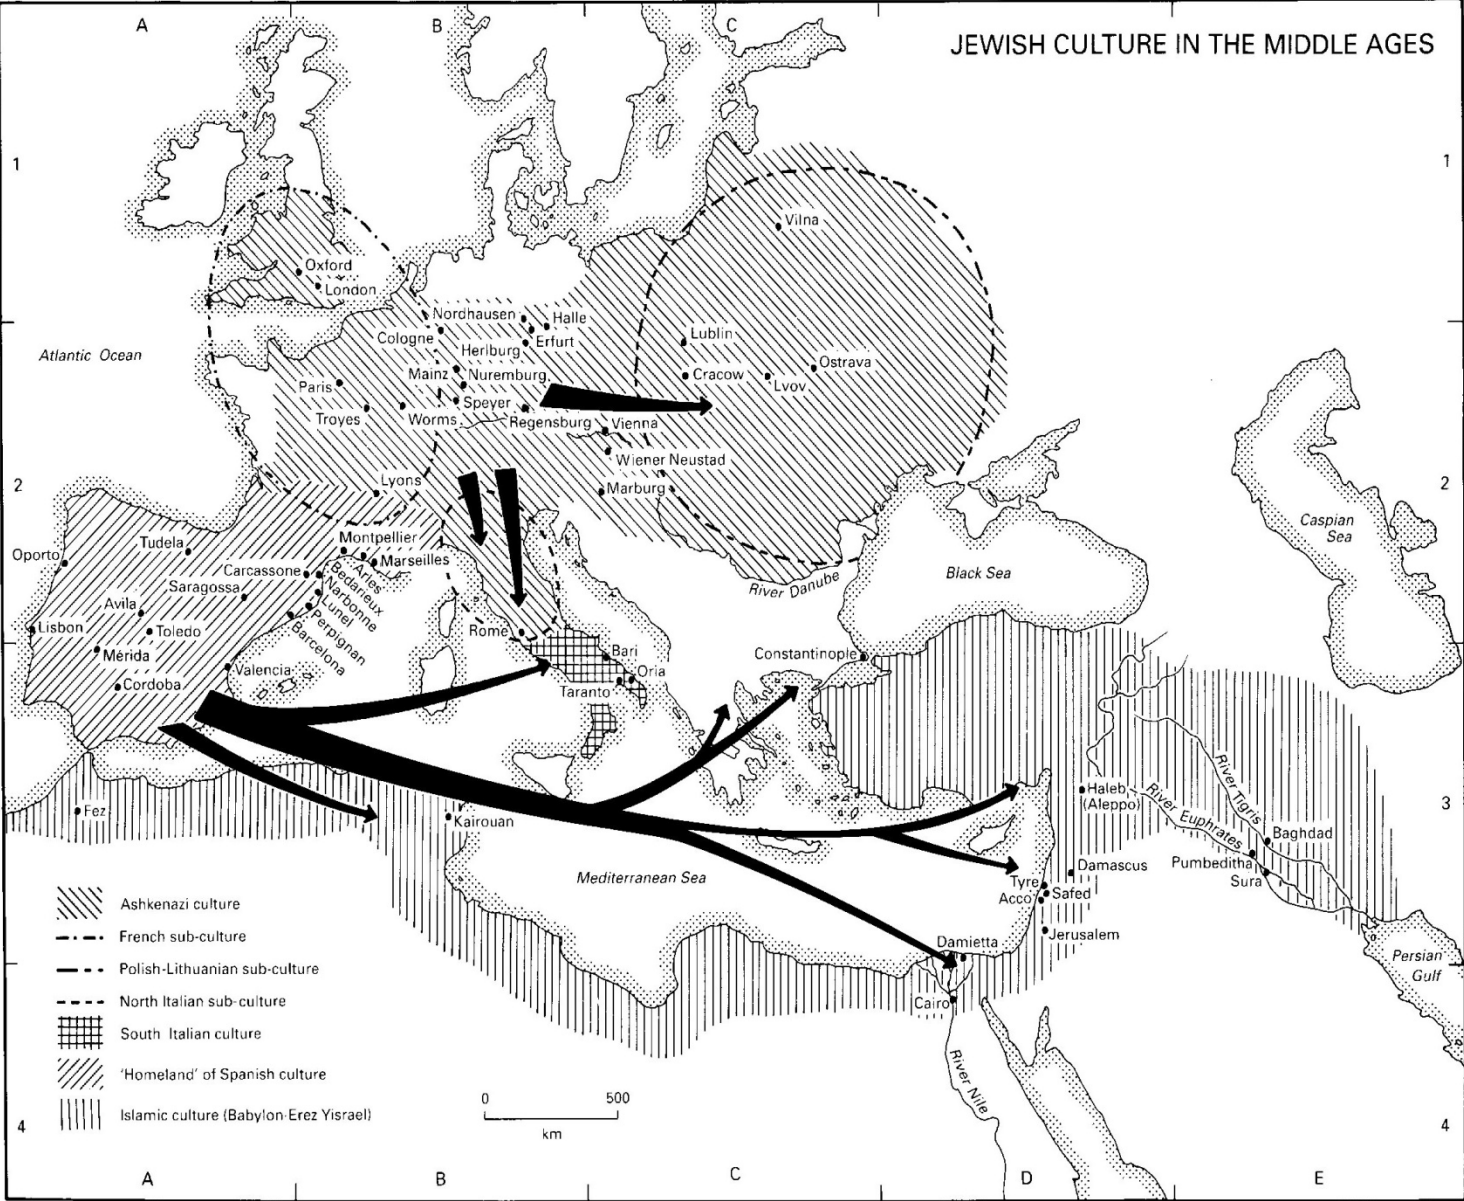 A
B
C
JEWISH CULTURE IN THE MIDDLE AGES
1
1
Vilna
Oxford
London
Nordhausen
Halle
Cologne
Erfurt
Herlburg
Lublin
Atlantic Ocean
Mainz
Nuremburg
Cracow
Ostrava
Lvov
Paris
Speyer
Troyes
Worms
Regensburg
Vienna
Wiener Neustad
Lyons
Marburg
2
2
Caspian
Sea
Tudela
Montpellier
Oporto
Marseilles
Arles
Carcassone
Bedarieux
Black Sea
Saragossa
Narbonne
River Danube
Avila
Lunel
Perpignan
Lisbon
Toledo
Barcelona
Rome
Mérida
Bari
Constantinople
Valencia
Oria
Cordoba
Taranto
River Tigris
Haleb
(Aleppo)
River Euphrates
3
3
Fez
Kairouan
Baghdad
Pumbeditha
Damascus
Mediterranean Sea
Sura
Tyre
Safed
Acco
Jerusalem
Damietta
Persian
Gulf
Cairo
River Nile
Ashkenazi culture
French sub-culture
Polish-Lithuanian sub-culture
North Italian sub-culture
South Italian culture
'Homeland' of Spanish culture
Islamic culture (Babylon-Erez Yisrael)
0
500
km
4
4
A
B
C
D
E